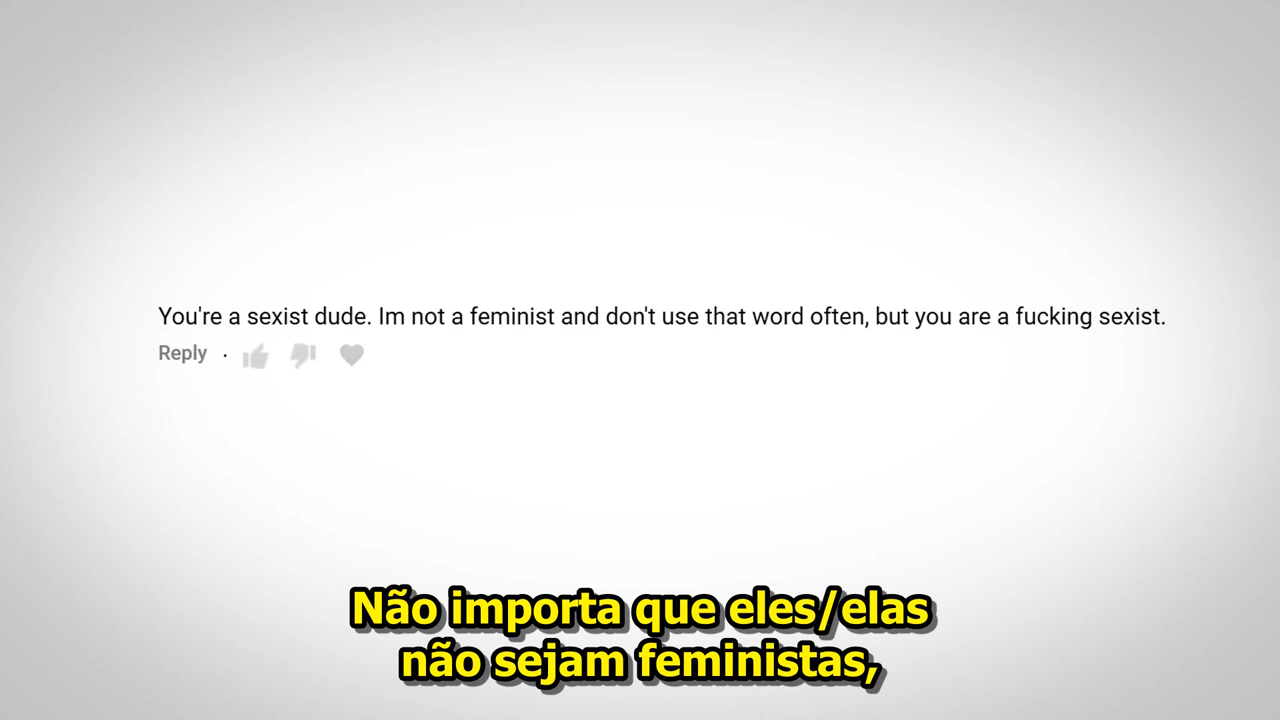 You're a sexist dude. Im not a feminist and don't use that word often, but you are a fucking sexist.
Reply ·
Não importa que eles/elas
não sejam feministas,